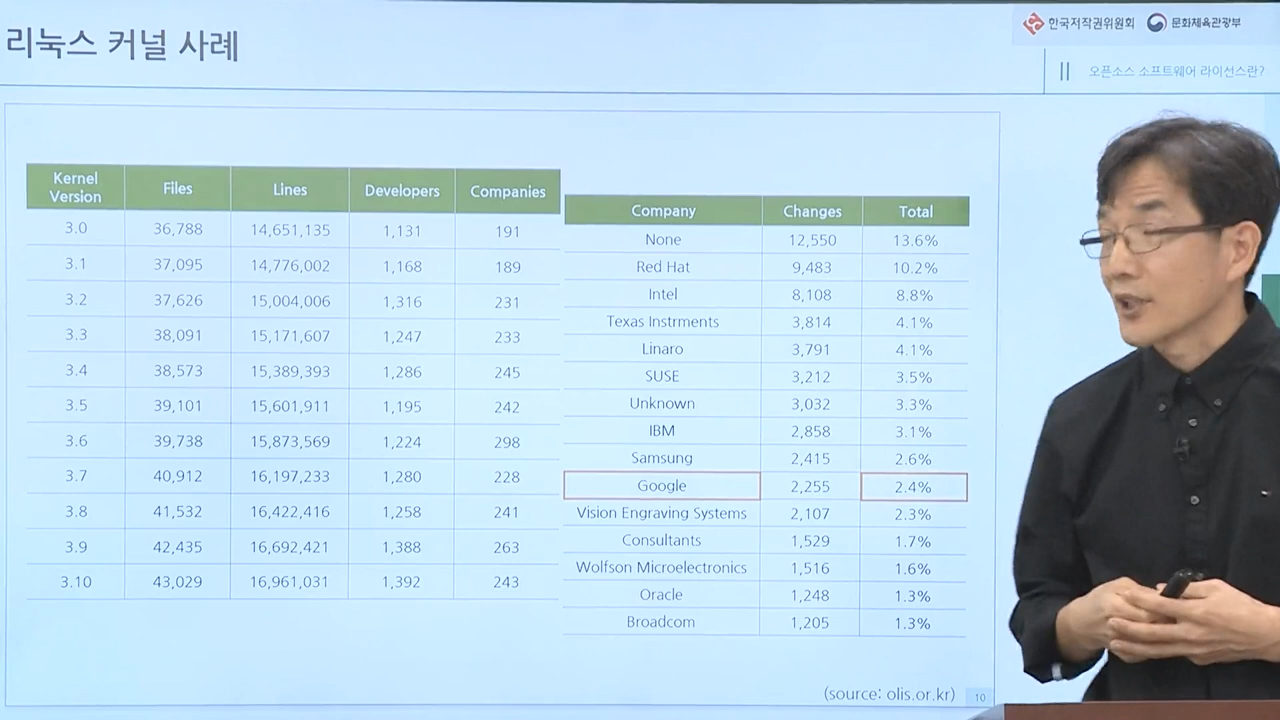 리눅스 커널 사례
한국저작권위원회 문화체육관광부
오픈소스 소프트웨어 라이선스란?
Kernel Version Files Lines Developers Companies
3.0 36,788 14,651,135 1,131 191
3.1 37,095 14,776,002 1,168 189
3.2 37,626 15,004,006 1,316 231
3.3 38,091 15,171,607 1,247 233
3.4 38,573 15,389,393 1,286 245
3.5 39,101 15,601,911 1,195 242
3.6 39,738 15,873,569 1,224 298
3.7 40,912 16,197,233 1,280 228
3.8 41,532 16,422,416 1,258 241
3.9 42,435 16,692,421 1,388 263
3.10 43,029 16,961,031 1,392 243
Company Changes Total
None 12,550 13.6%
Red Hat 9,483 10.2%
Intel 8,108 8.8%
Texas Instrments 3,814 4.1%
Linaro 3,791 4.1%
SUSE 3,212 3.5%
Unknown 3,032 3.3%
IBM 2,858 3.1%
Samsung 2,415 2.6%
Google 2,255 2.4%
Vision Engraving Systems 2,107 2.3%
Consultants 1,529 1.7%
Wolfson Microelectronics 1,516 1.6%
Oracle 1,248 1.3%
Broadcom 1,205 1.3%
(source: olis.or.kr) 10